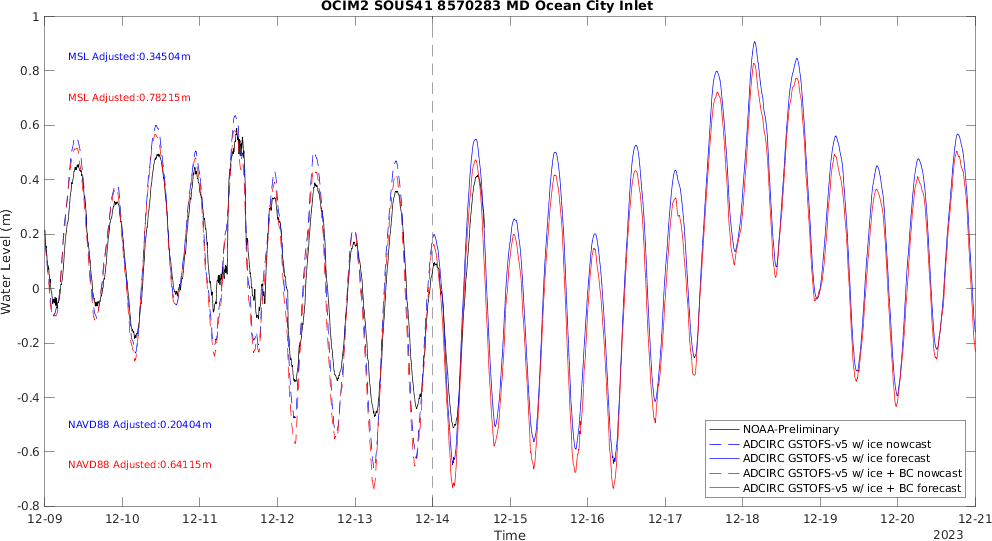 OCIM2 SOUS41 8570283 MD Ocean City Inlet
MSL Adjusted:0.34504m
MSL Adjusted:0.78215m
NAVD88 Adjusted:0.20404m
NAVD88 Adjusted:0.64115m
Water Level (m)
1
0.8
0.6
0.4
0.2
0
-0.2
-0.4
-0.6
-0.8
NOAA-Preliminary
ADCIRC GSTOFS-v5 w/ ice nowcast
ADCIRC GSTOFS-v5 w/ ice forecast
ADCIRC GSTOFS-v5 w/ ice + BC nowcast
ADCIRC GSTOFS-v5 w/ ice + BC forecast
12-09 12-10 12-11 12-12 12-13 12-14 12-15 12-16 12-17 12-18 12-19 12-20 12-21
Time
2023